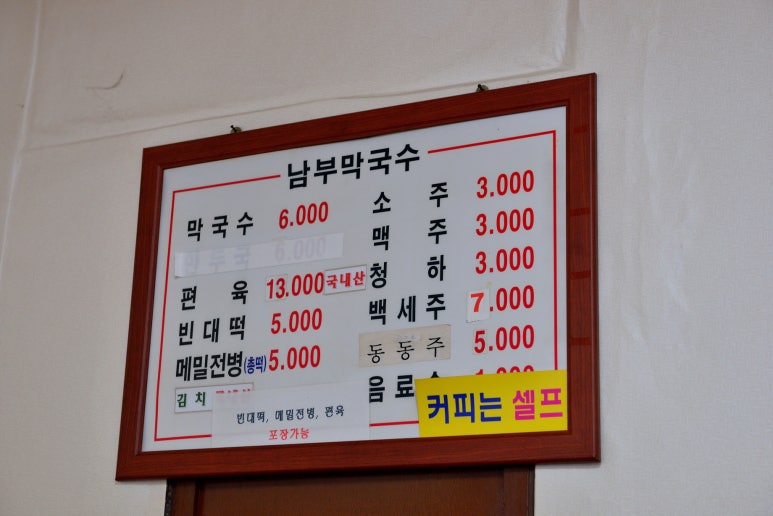 남부막국수
막국수 6.000
편육 13.000 국내산
빈대떡 5.000
메밀전병(총떡) 5.000
김치
빈대떡, 메밀전병, 편육
포장가능
소주 3.000
맥주 3.000
청하 3.000
백세주 7.000
동동주 5.000
음료수
커피는 셀프